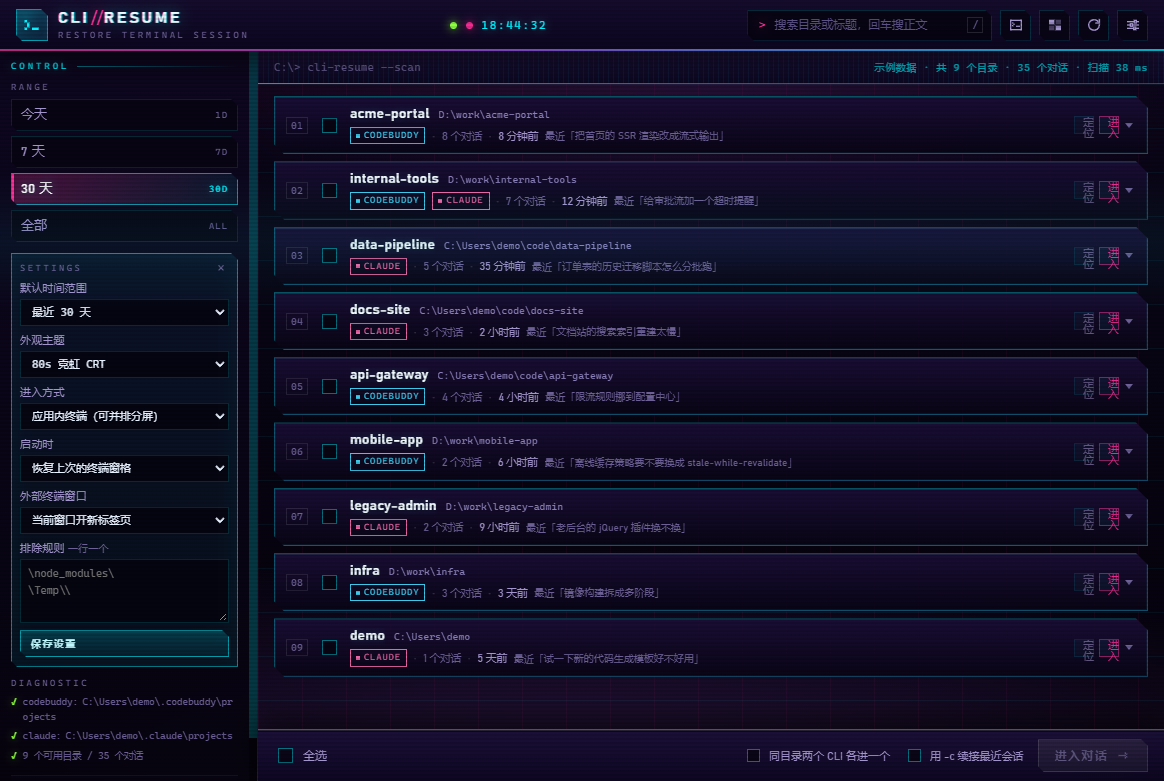 CLI//RESUME
RESTORE TERMINAL SESSION
18:44:32
> 搜索目录或标题，回车搜正文 /
CONTROL
RANGE
今天 1D
7 天 7D
30 天 30D
全部 ALL
SETTINGS ×
默认时间范围
最近 30 天
外观主题
80s 霓虹 CRT
进入方式
应用内终端（可并排分屏）
启动时
恢复上次的终端窗格
外部终端窗口
当前窗口开新标签页
排除规则 一行一个
\node_modules\
\Temp\\
保存设置
DIAGNOSTIC
✓ codebuddy: C:\Users\demo\.codebuddy\pr
ojects
✓ claude: C:\Users\demo\.claude\projects
✓ 9 个可用目录 / 35 个对话
C:\> cli-resume --scan
示例数据 · 共 9 个目录 · 35 个对话 · 扫描 38 ms
01 acme-portal D:\work\acme-portal
CODEBUDDY · 8 个对话 · 8 分钟前 最近「把首页的 SSR 渲染改成流式输出」
定位 进入
02 internal-tools D:\work\internal-tools
CODEBUDDY CLAUDE · 7 个对话 · 12 分钟前 最近「给审批流加一个超时提醒」
定位 进入
03 data-pipeline C:\Users\demo\code\data-pipeline
CLAUDE · 5 个对话 · 35 分钟前 最近「订单表的历史迁移脚本怎么分批跑」
定位 进入
04 docs-site C:\Users\demo\code\docs-site
CLAUDE · 3 个对话 · 2 小时前 最近「文档站的搜索索引重建太慢」
定位 进入
05 api-gateway C:\Users\demo\code\api-gateway
CODEBUDDY · 4 个对话 · 4 小时前 最近「限流规则挪到配置中心」
定位 进入
06 mobile-app D:\work\mobile-app
CODEBUDDY · 2 个对话 · 6 小时前 最近「离线缓存策略要不要换成 stale-while-revalidate」
定位 进入
07 legacy-admin D:\work\legacy-admin
CLAUDE · 2 个对话 · 9 小时前 最近「老后台的 jQuery 插件换不换」
定位 进入
08 infra D:\work\infra
CODEBUDDY · 3 个对话 · 3 天前 最近「镜像构建拆成多阶段」
定位 进入
09 demo C:\Users\demo
CLAUDE · 1 个对话 · 5 天前 最近「试一下新的代码生成模板好不好用」
定位 进入
全选
同目录两个 CLI 各进一个
用 -c 续接最近会话
进入对话 →